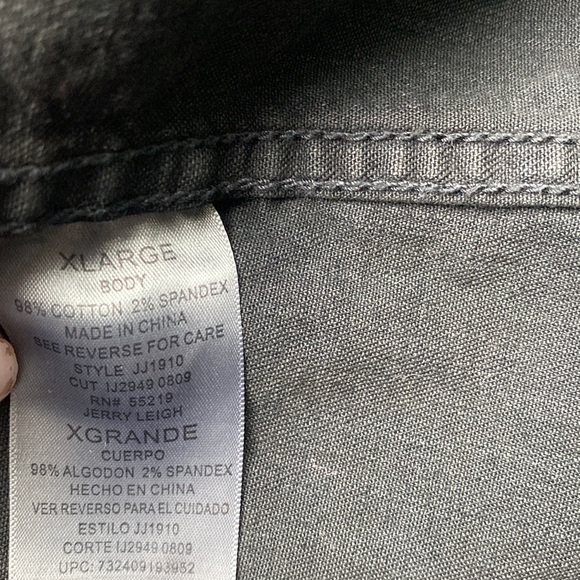 XLARGE
BODY
98% COTTON 2% SPANDEX
MADE IN CHINA
SEE REVERSE FOR CARE
STYLE JJ1910
CUT IJ2949 0809
RN# 55219
JERRY LEIGH
XGRANDE
CUERPO
98% ALGODON 2% SPANDEX
HECHO EN CHINA
VER REVERSO PARA EL CUIDADO
ESTILO JJ1910
CORTE IJ2949 0809
UPC: 732409193952